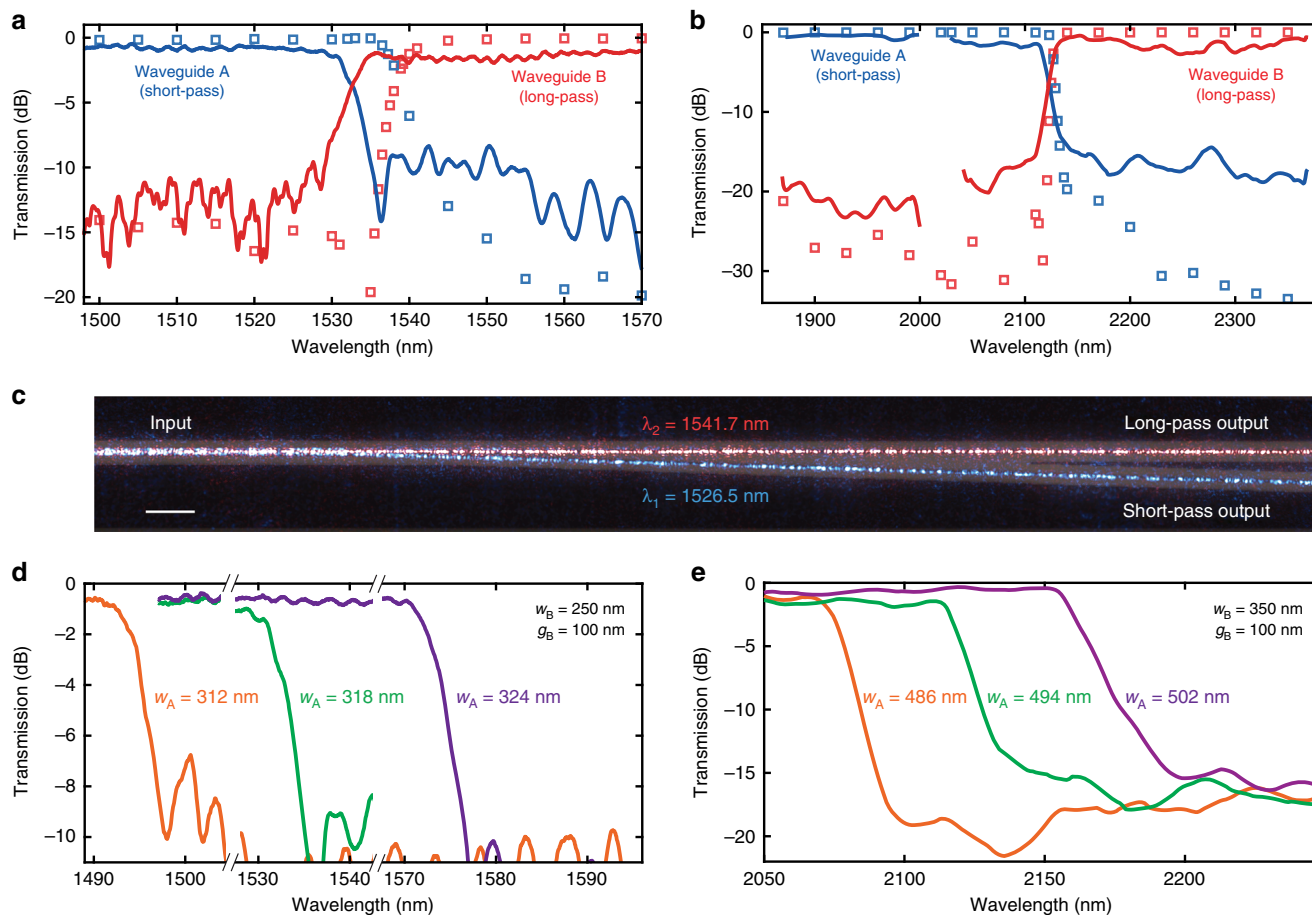 a
0
−5
−10
−15
−20
Transmission (dB)
Waveguide A
(short-pass)
Waveguide B
(long-pass)
1500 1510 1520 1530 1540 1550 1560 1570
Wavelength (nm)
b
0
−10
−20
−30
Transmission (dB)
Waveguide A
(short-pass)
Waveguide B
(long-pass)
1900 2000 2100 2200 2300
Wavelength (nm)
c
Input
λ2 = 1541.7 nm
Long-pass output
λ1 = 1526.5 nm
Short-pass output
d
0
−2
−4
−6
−8
−10
Transmission (dB)
wB = 250 nm
gB = 100 nm
wA = 312 nm
wA = 318 nm
wA = 324 nm
1490 1500 1530 1540 1570 1580 1590
Wavelength (nm)
e
0
−5
−10
−15
−20
Transmission (dB)
wB = 350 nm
gB = 100 nm
wA = 486 nm
wA = 494 nm
wA = 502 nm
2050 2100 2150 2200
Wavelength (nm)